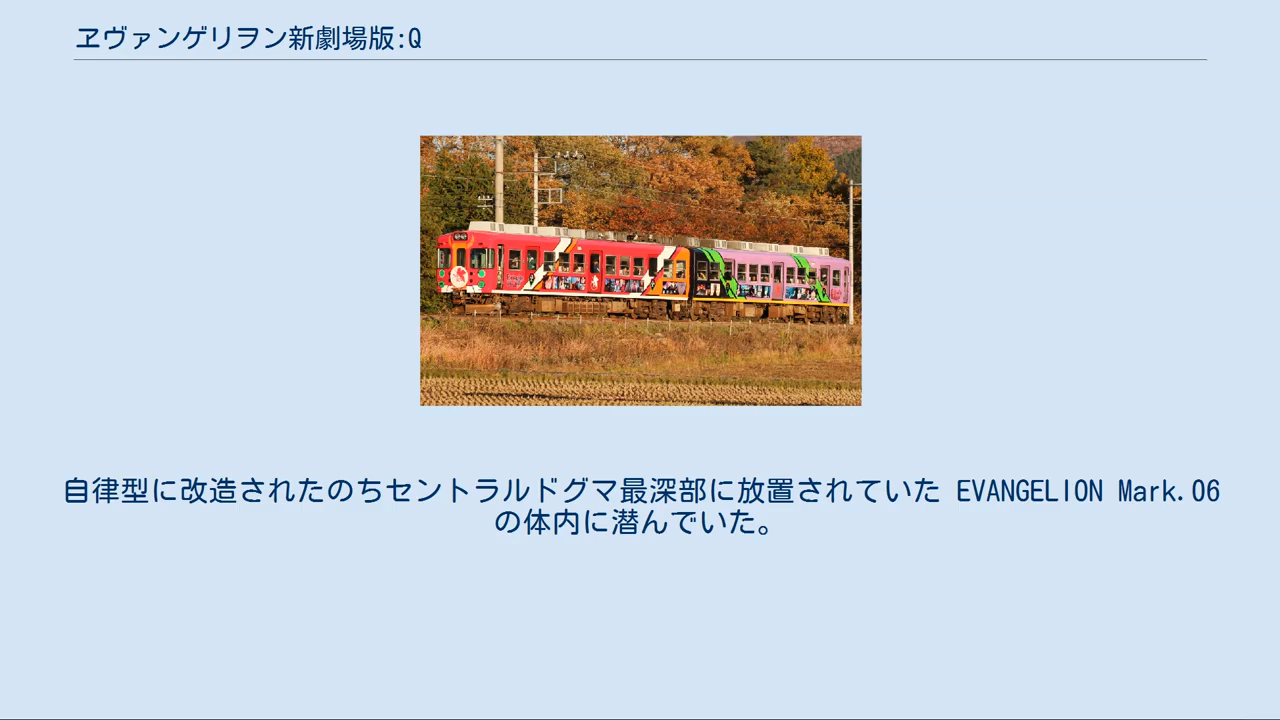 ヱヴァンゲリヲン新劇場版:Q
自律型に改造されたのちセントラルドグマ最深部に放置されていた EVANGELION Mark.06
の体内に潜んでいた。